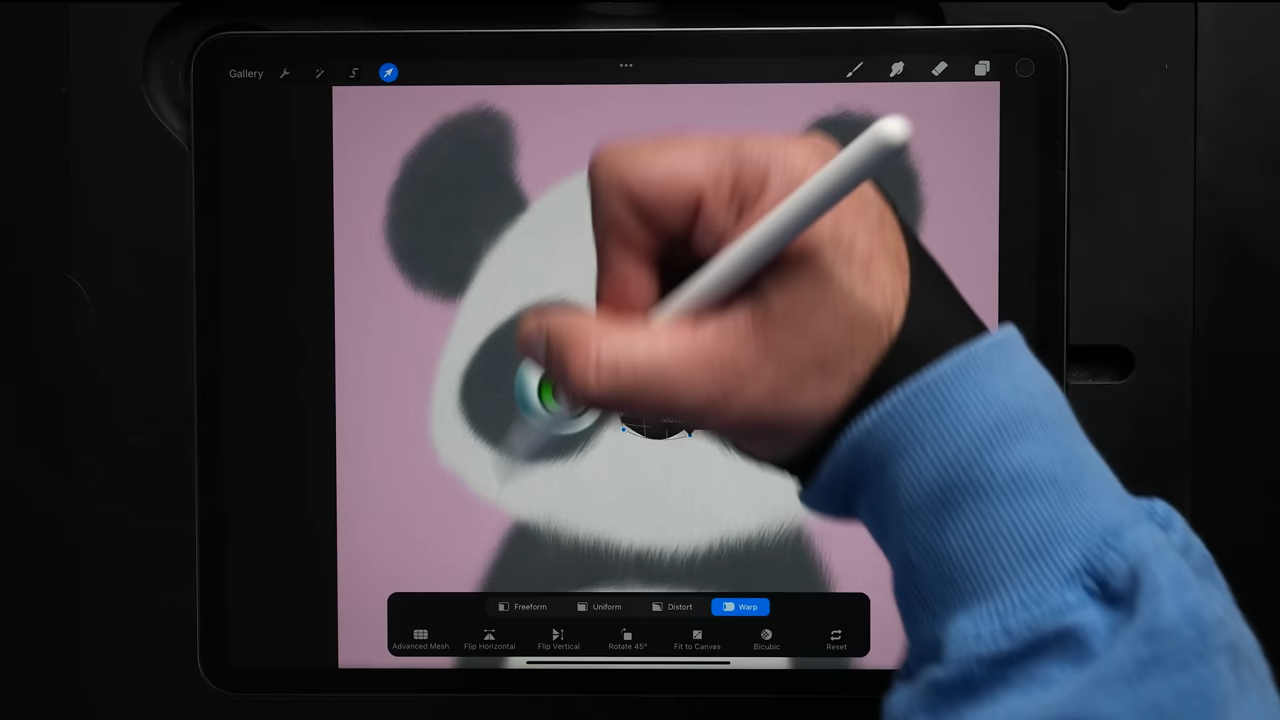 Gallery
Freeform Uniform Distort Warp
Advanced Mesh Flip Horizontal Flip Vertical Rotate 45° Fit to Canvas Bicubic Reset